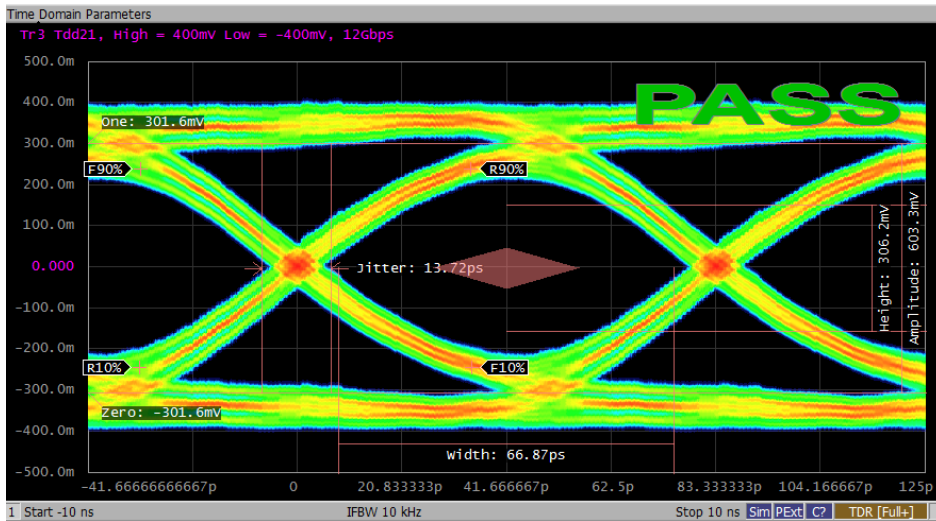 Time Domain Parameters
Tr3 Tdd21, High = 400mV Low = -400mV, 12Gbps
500.0m
400.0m
PASS
One: 301.6mV
300.0m
F90%
R90%
200.0m
100.0m
0.000
Jitter: 13.72ps
Height: 306.2mV
Amplitude: 603.3mV
-100.0m
-200.0m
R10%
F10%
-300.0m
Zero: -301.6mV
-400.0m
Width: 66.87ps
-500.0m
-41.66666666667p 0 20.833333p 41.666667p 62.5p 83.333333p 104.166667p 125p
1 Start -10 ns IFBW 10 kHz Stop 10 ns Sim PExt C? TDR [Full+]